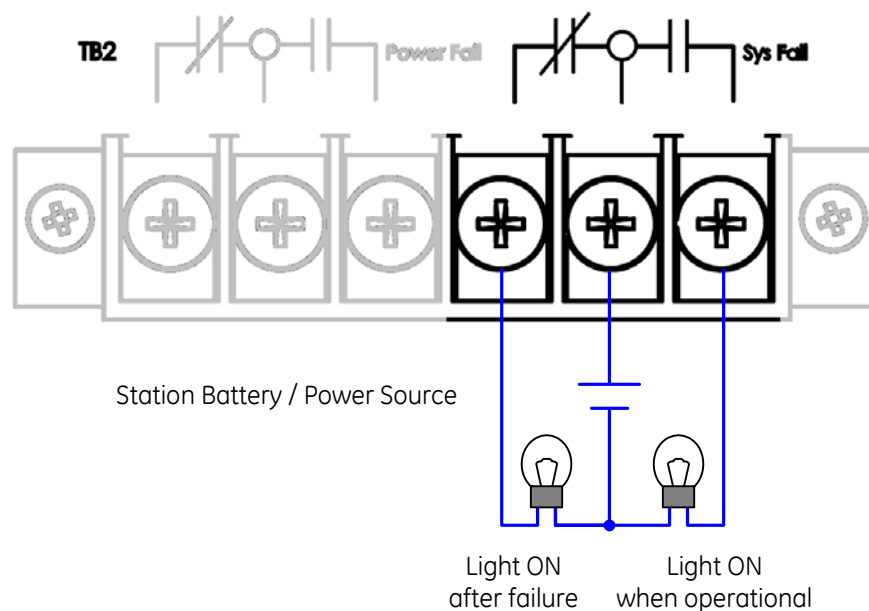 TB2
Power Fail
Sys Fail
Station Battery / Power Source
Light ON
after failure
Light ON
when operational